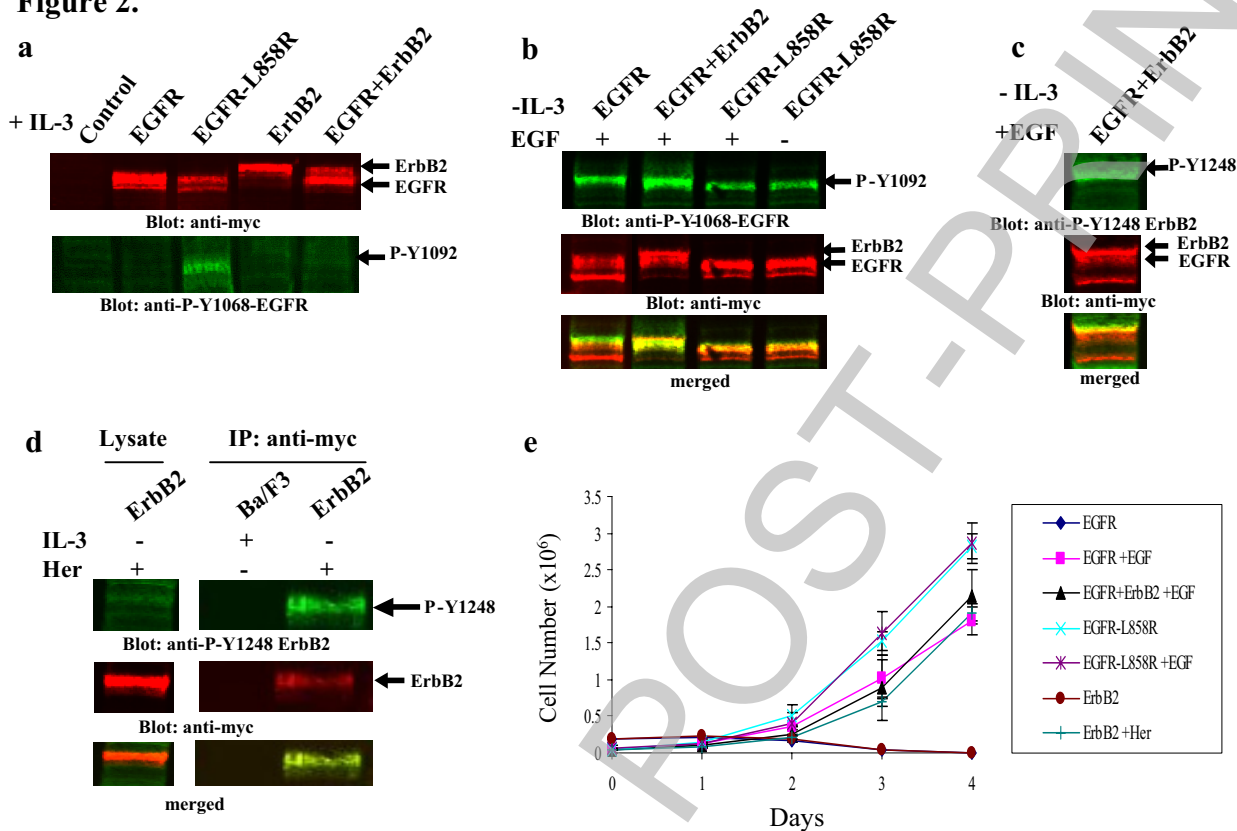 Figure 2.
a
+ IL-3
Control
EGFR
EGFR-L858R
ErbB2
EGFR+ErbB2
ErbB2
EGFR
Blot: anti-myc
P-Y1092
Blot: anti-P-Y1068-EGFR
b
-IL-3
EGFR
EGFR+ErbB2
EGFR-L858R
EGFR-L858R
EGF + + + -
P-Y1092
Blot: anti-P-Y-1068-EGFR
ErbB2
EGFR
Blot: anti-myc
merged
c
- IL-3
+EGF
EGFR+ErbB2
P-Y1248
Blot: anti-P-Y1248 ErbB2
ErbB2
EGFR
Blot: anti-myc
merged
d
Lysate IP: anti-myc
ErbB2
Ba/F3
ErbB2
IL-3 - + -
Her + - +
P-Y1248
Blot: anti-P-Y1248 ErbB2
ErbB2
Blot: anti-myc
merged
e
Cell Number (x10⁶)
3.5
3
2.5
2
1.5
1
0.5
0
0 1 2 3 4
Days
EGFR
EGFR +EGF
EGFR+ErbB2 +EGF
EGFR-L858R
EGFR-L858R +EGF
ErbB2
ErbB2 +Her
POST-PRIN